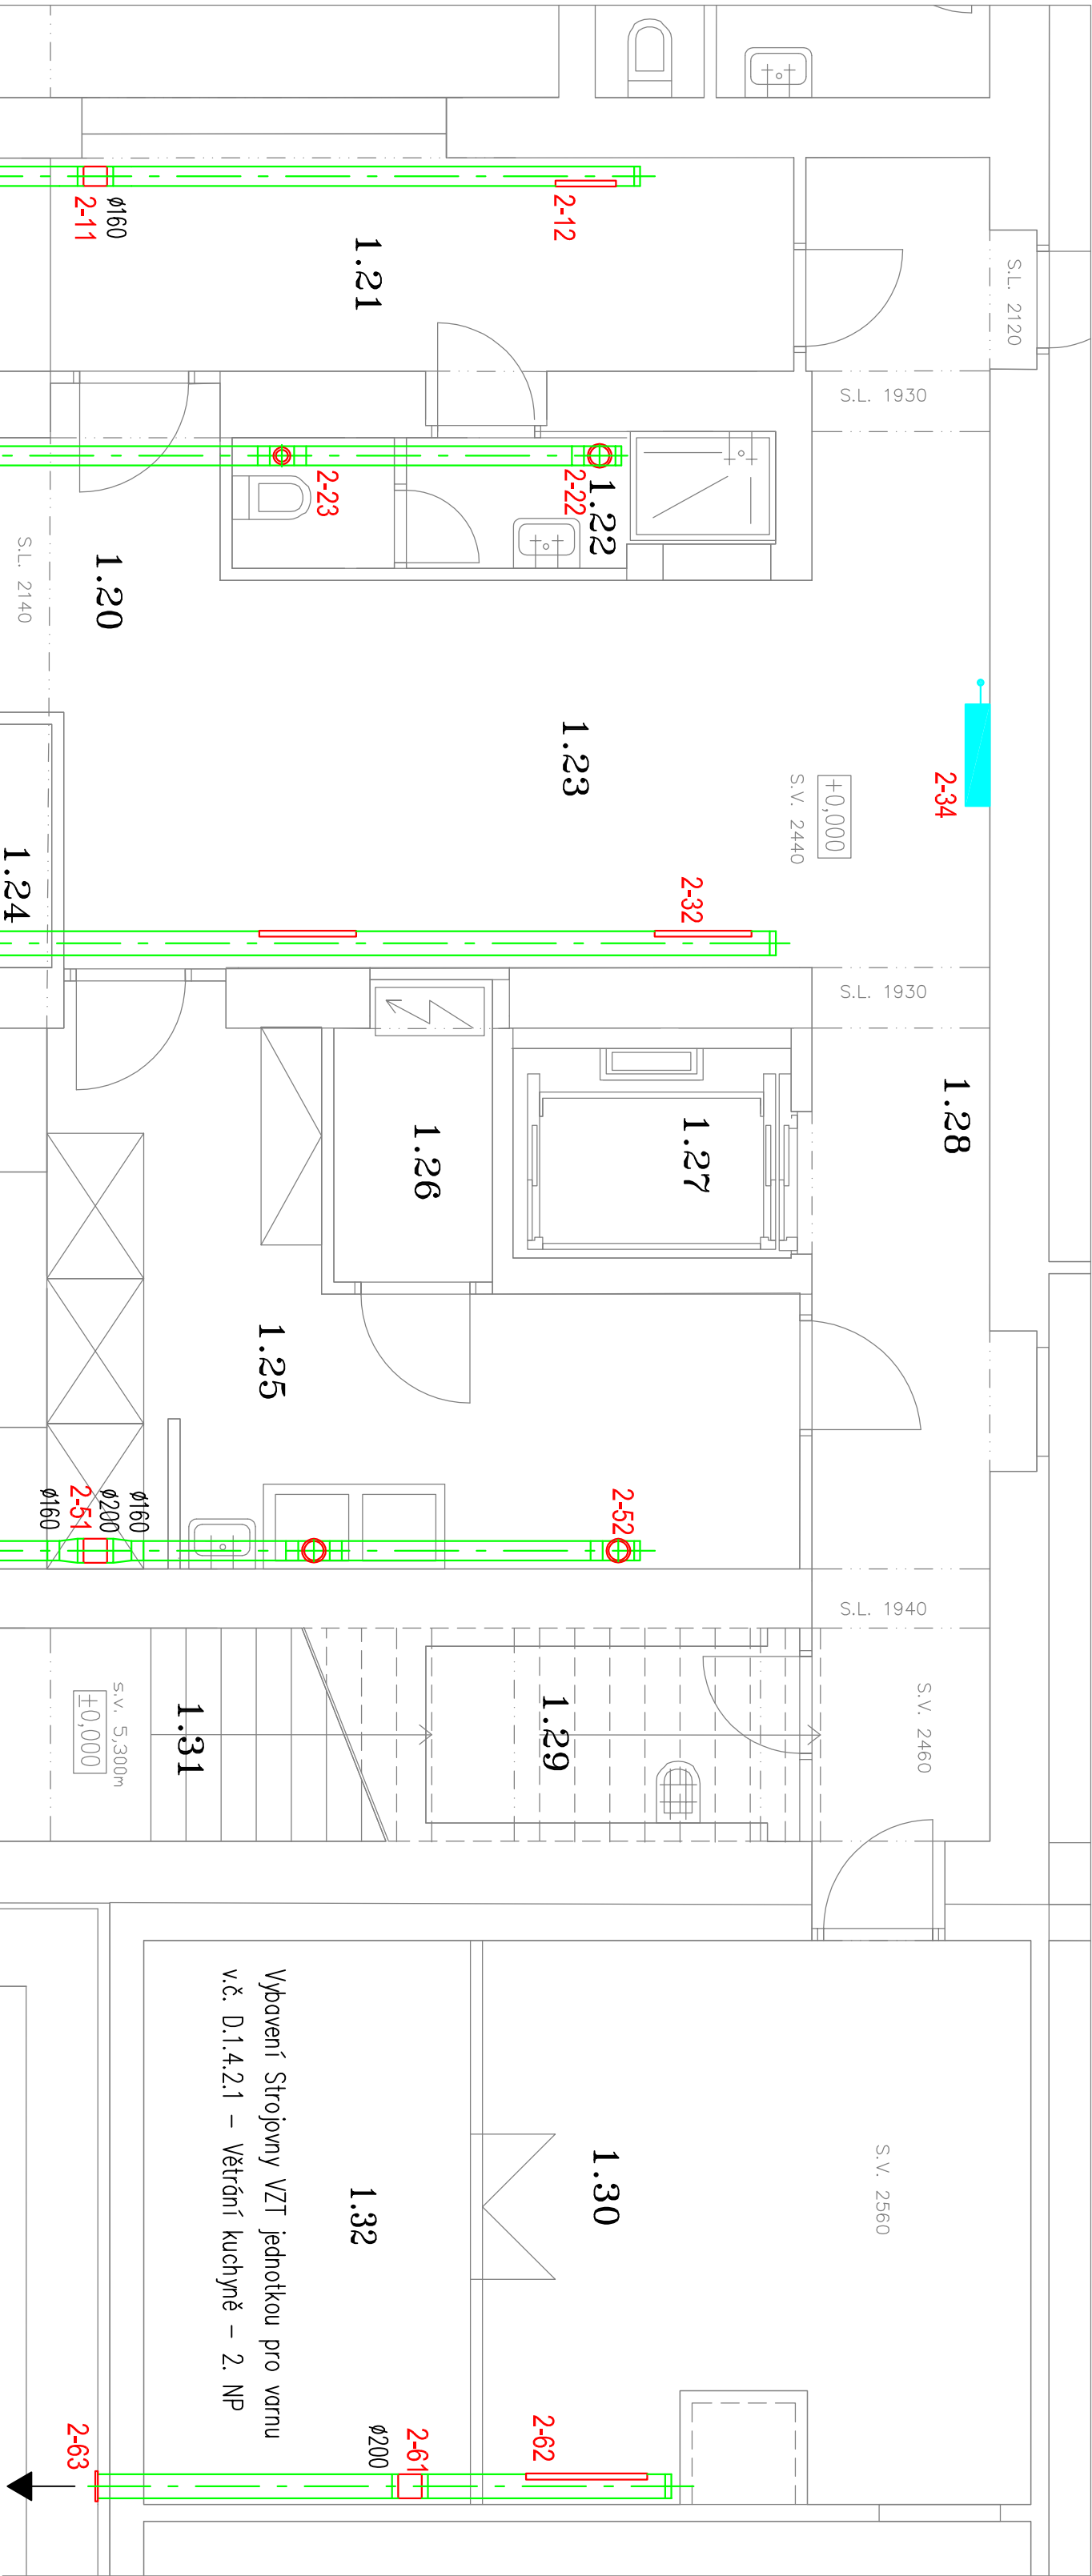 S.L. 2120
2-12
ø160
2-11
1.21
S.L. 1930
2-22
1.22
2-23
1.20
S.L. 2140
2-34
+0,000
S.V. 2440
1.23
2-32
1.24
S.L. 1930
1.28
1.27
1.26
1.25
2-52
ø160
ø200
2-51
ø160
S.L. 1940
S.V. 2460
1.29
1.31
s.v. 5,300m
±0,000
S.V. 2560
1.30
1.32
Vybavení Strojovny VZT jednotkou pro varnu
v.č. D.1.4.2.1 – Větrání kuchyně – 2. NP
2-62
2-61
ø200
2-63